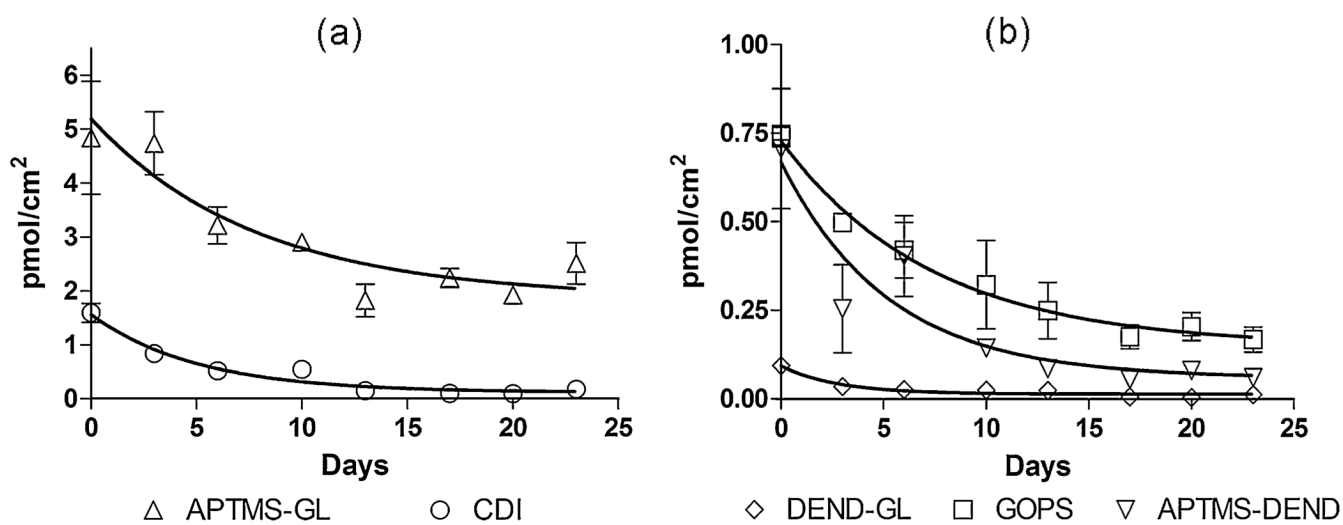 (a)
pmol/cm²
6
5
4
3
2
1
0
0 5 10 15 20 25
Days
△ APTMS-GL ○ CDI
(b)
pmol/cm²
1.00
0.75
0.50
0.25
0.00
0 5 10 15 20 25
Days
◇ DEND-GL □ GOPS ▽ APTMS-DEND